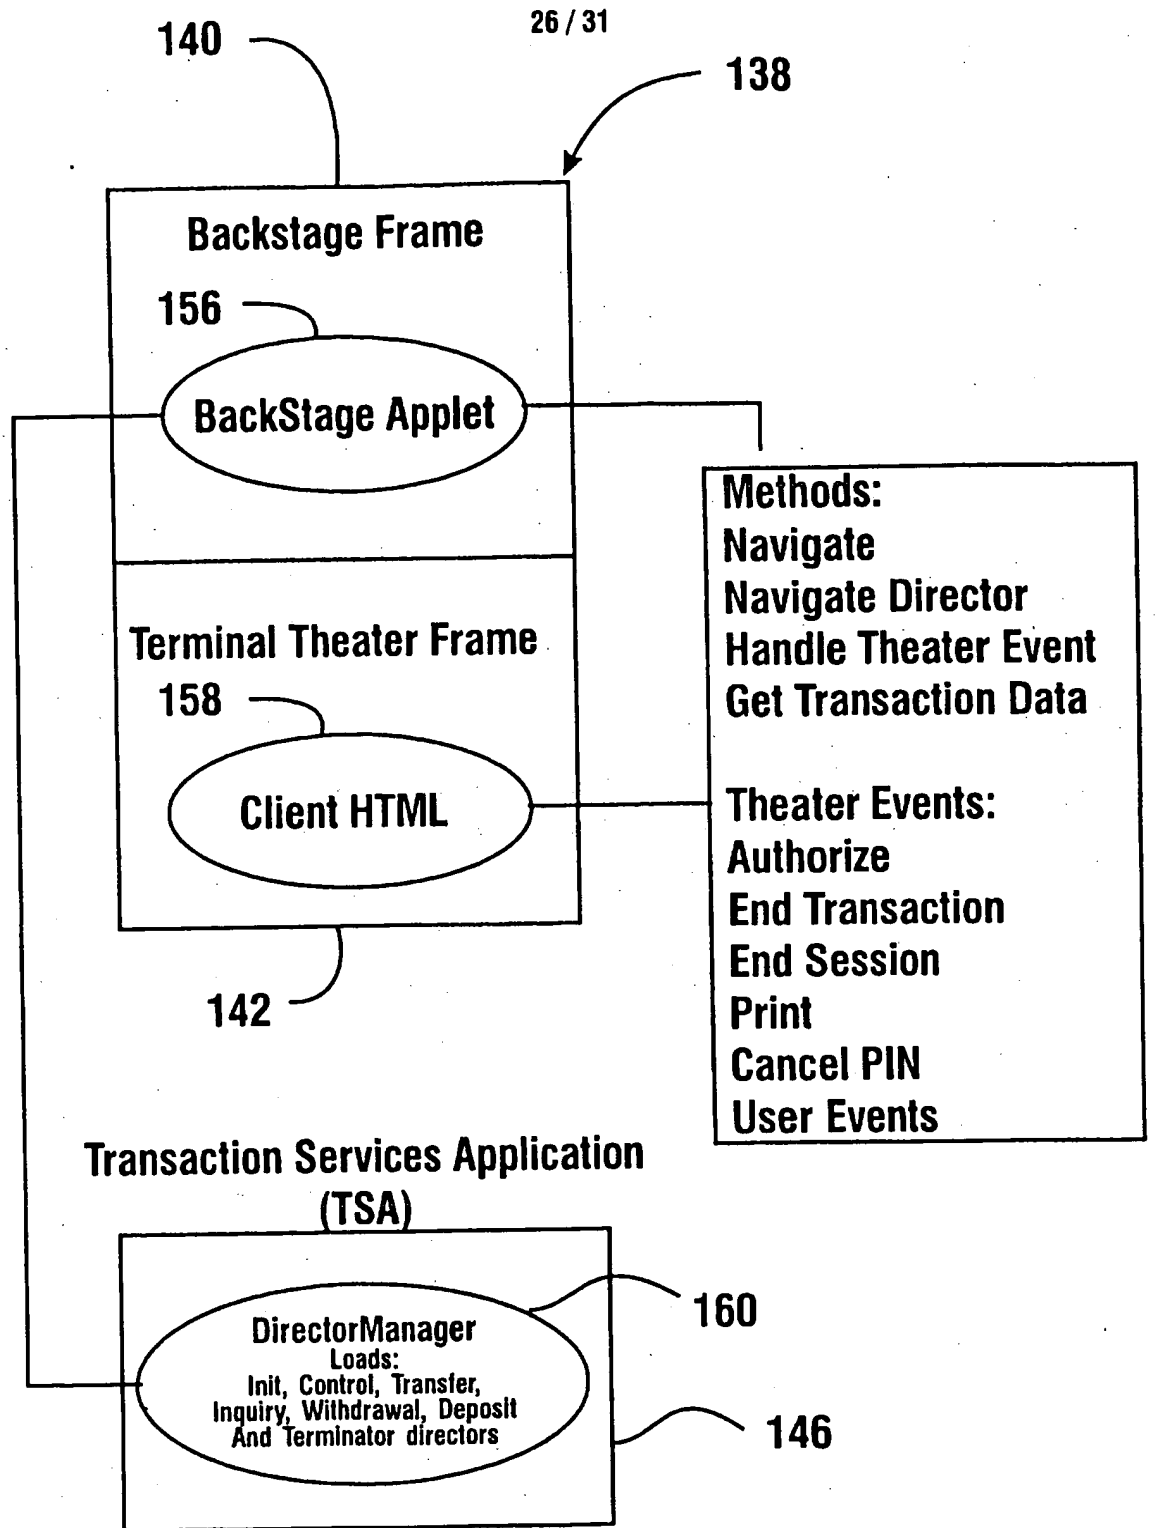 26 / 31
140
138
Backstage Frame
156
BackStage Applet
Methods:
Navigate
Navigate Director
Handle Theater Event
Get Transaction Data
Theater Events:
Authorize
End Transaction
End Session
Print
Cancel PIN
User Events
Terminal Theater Frame
158
Client HTML
142
Transaction Services Application
(TSA)
160
DirectorManager
Loads:
Init, Control, Transfer,
Inquiry, Withdrawal, Deposit
And Terminator directors
146